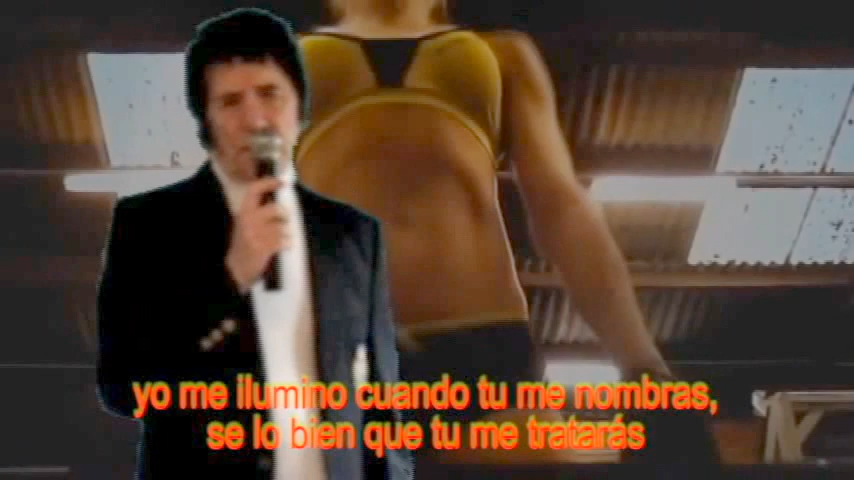 yo me ilumino cuando tu me nombras,
se lo bien que tu me tratarás